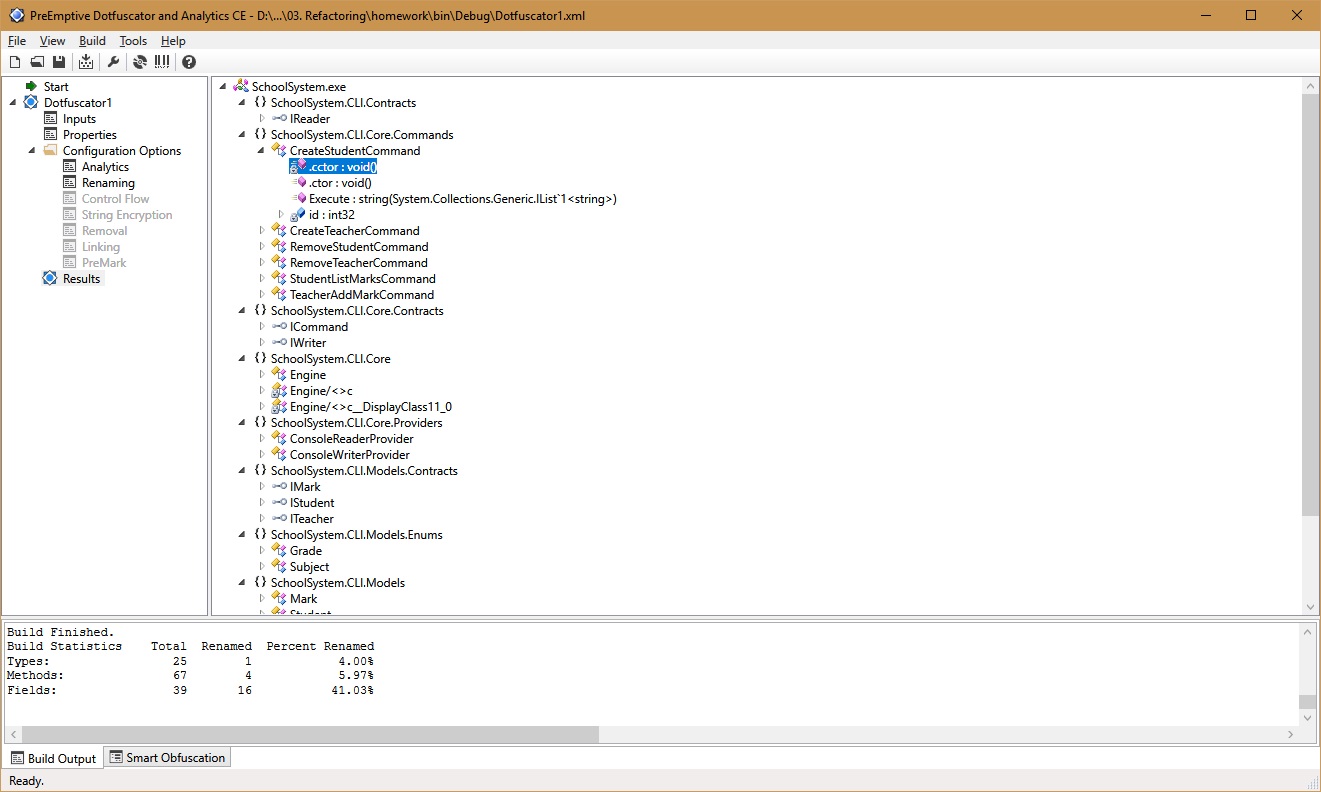 PreEmptive Dotfuscator and Analytics CE - D:\...\03. Refactoring\homework\bin\Debug\Dotfuscator1.xml
File View Build Tools Help
Start
Dotfuscator1
Inputs
Properties
Configuration Options
Analytics
Renaming
Control Flow
String Encryption
Removal
Linking
PreMark
Results
SchoolSystem.exe
{} SchoolSystem.CLI.Contracts
IReader
{} SchoolSystem.CLI.Core.Commands
CreateStudentCommand
.cctor : void()
.ctor : void()
Execute : string(System.Collections.Generic.IList`1<string>)
id : int32
CreateTeacherCommand
RemoveStudentCommand
RemoveTeacherCommand
StudentListMarksCommand
TeacherAddMarkCommand
{} SchoolSystem.CLI.Core.Contracts
ICommand
IWriter
{} SchoolSystem.CLI.Core
Engine
Engine/<>c
Engine/<>c__DisplayClass11_0
{} SchoolSystem.CLI.Core.Providers
ConsoleReaderProvider
ConsoleWriterProvider
{} SchoolSystem.CLI.Models.Contracts
IMark
IStudent
ITeacher
{} SchoolSystem.CLI.Models.Enums
Grade
Subject
{} SchoolSystem.CLI.Models
Mark
Student
Build Finished.
Build Statistics Total Renamed Percent Renamed
Types: 25 1 4.00%
Methods: 67 4 5.97%
Fields: 39 16 41.03%
Build Output Smart Obfuscation
Ready.